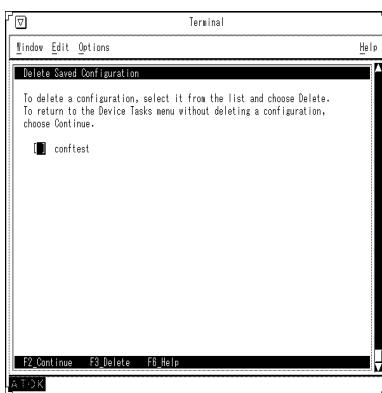 Terminal
Window Edit Options Help
Delete Saved Configuration
To delete a configuration, select it from the list and choose Delete.
To return to the Device Tasks menu without deleting a configuration,
choose Continue.
[ ] conftest
F2_Continue F3_Delete F6_Help
ATOK